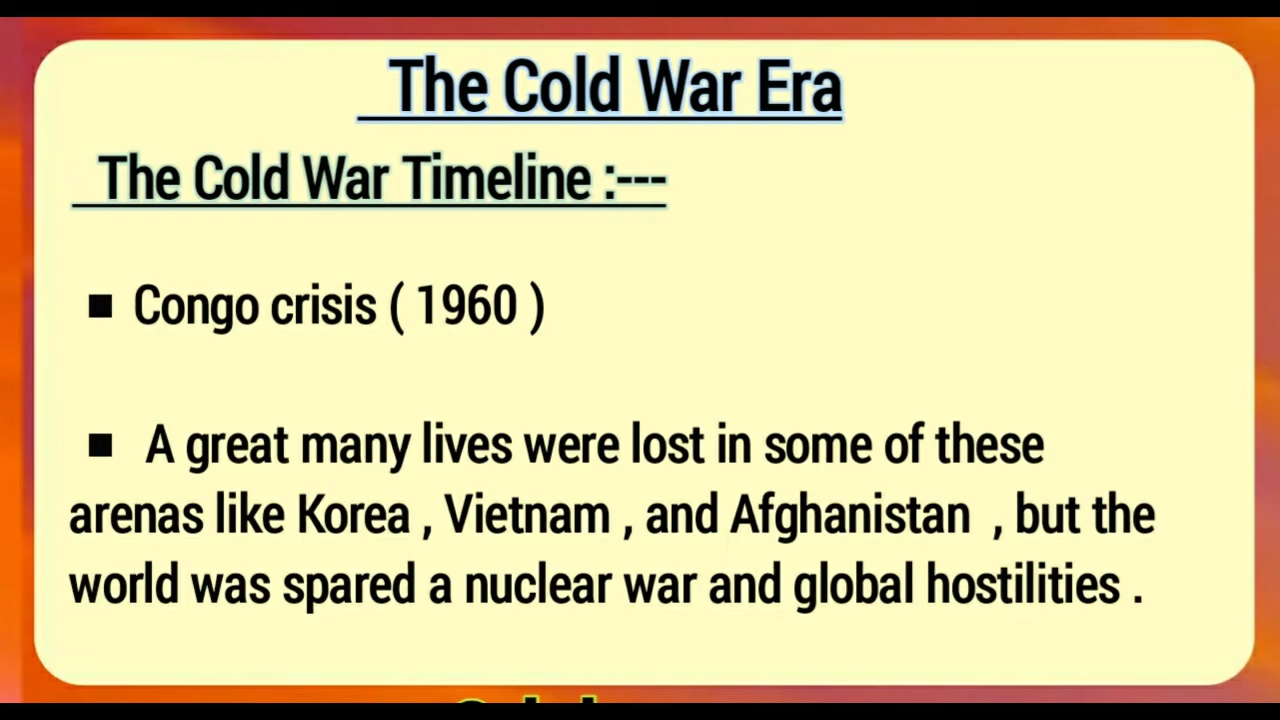 The Cold War Era
The Cold War Timeline :---
■ Congo crisis ( 1960 )
■ A great many lives were lost in some of these
arenas like Korea , Vietnam , and Afghanistan , but the
world was spared a nuclear war and global hostilities .